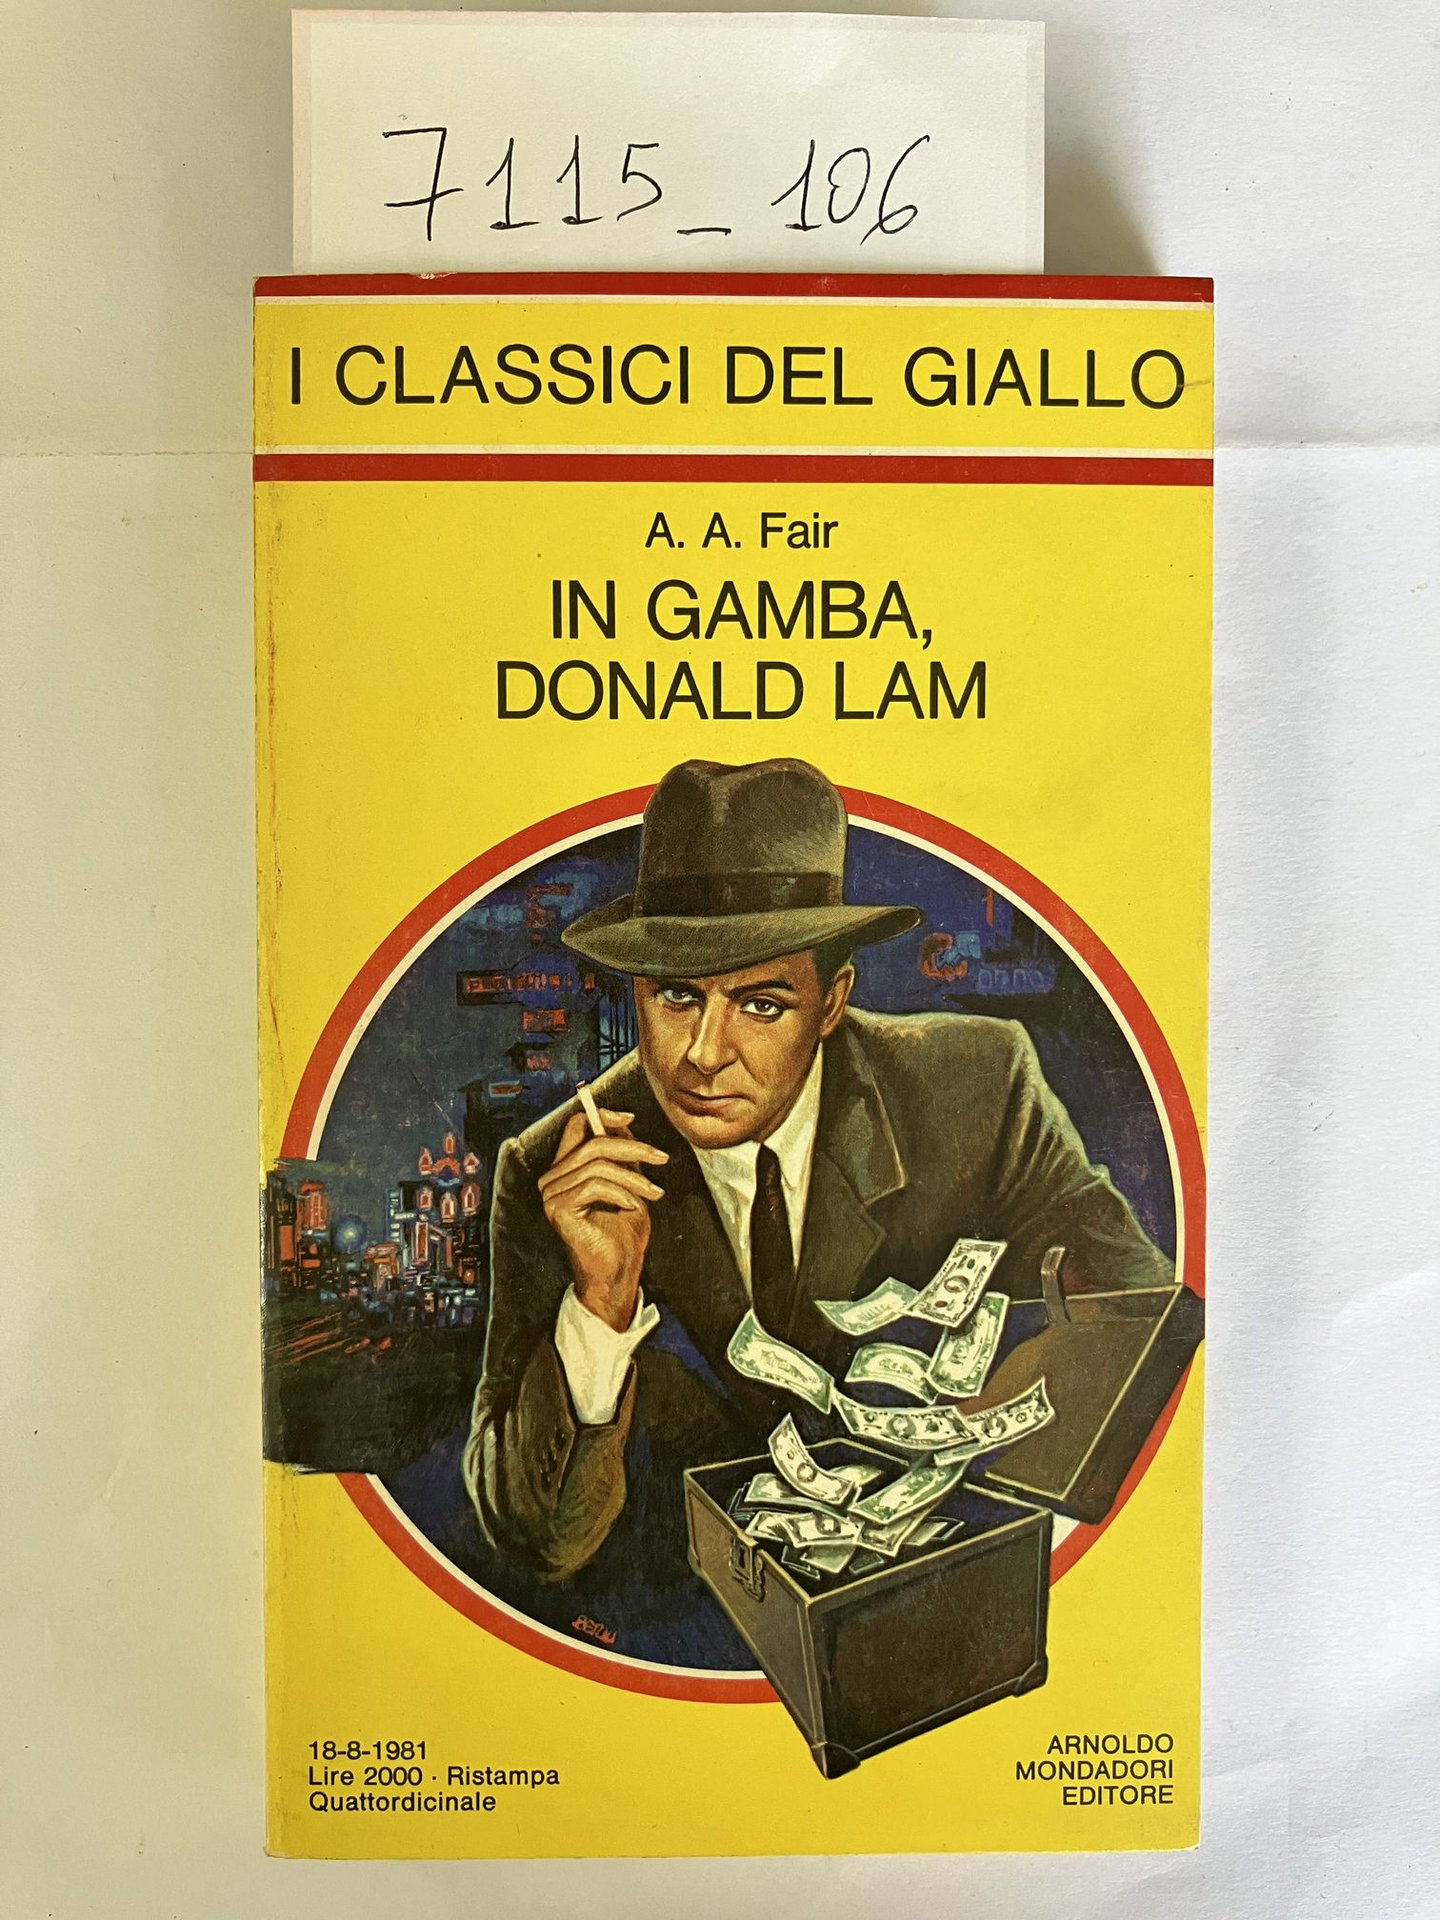 7115_106
I CLASSICI DEL GIALLO
A. A. Fair
IN GAMBA,
DONALD LAM
18-8-1981
Lire 2000 · Ristampa
Quattordicinale
ARNOLDO
MONDADORI
EDITORE